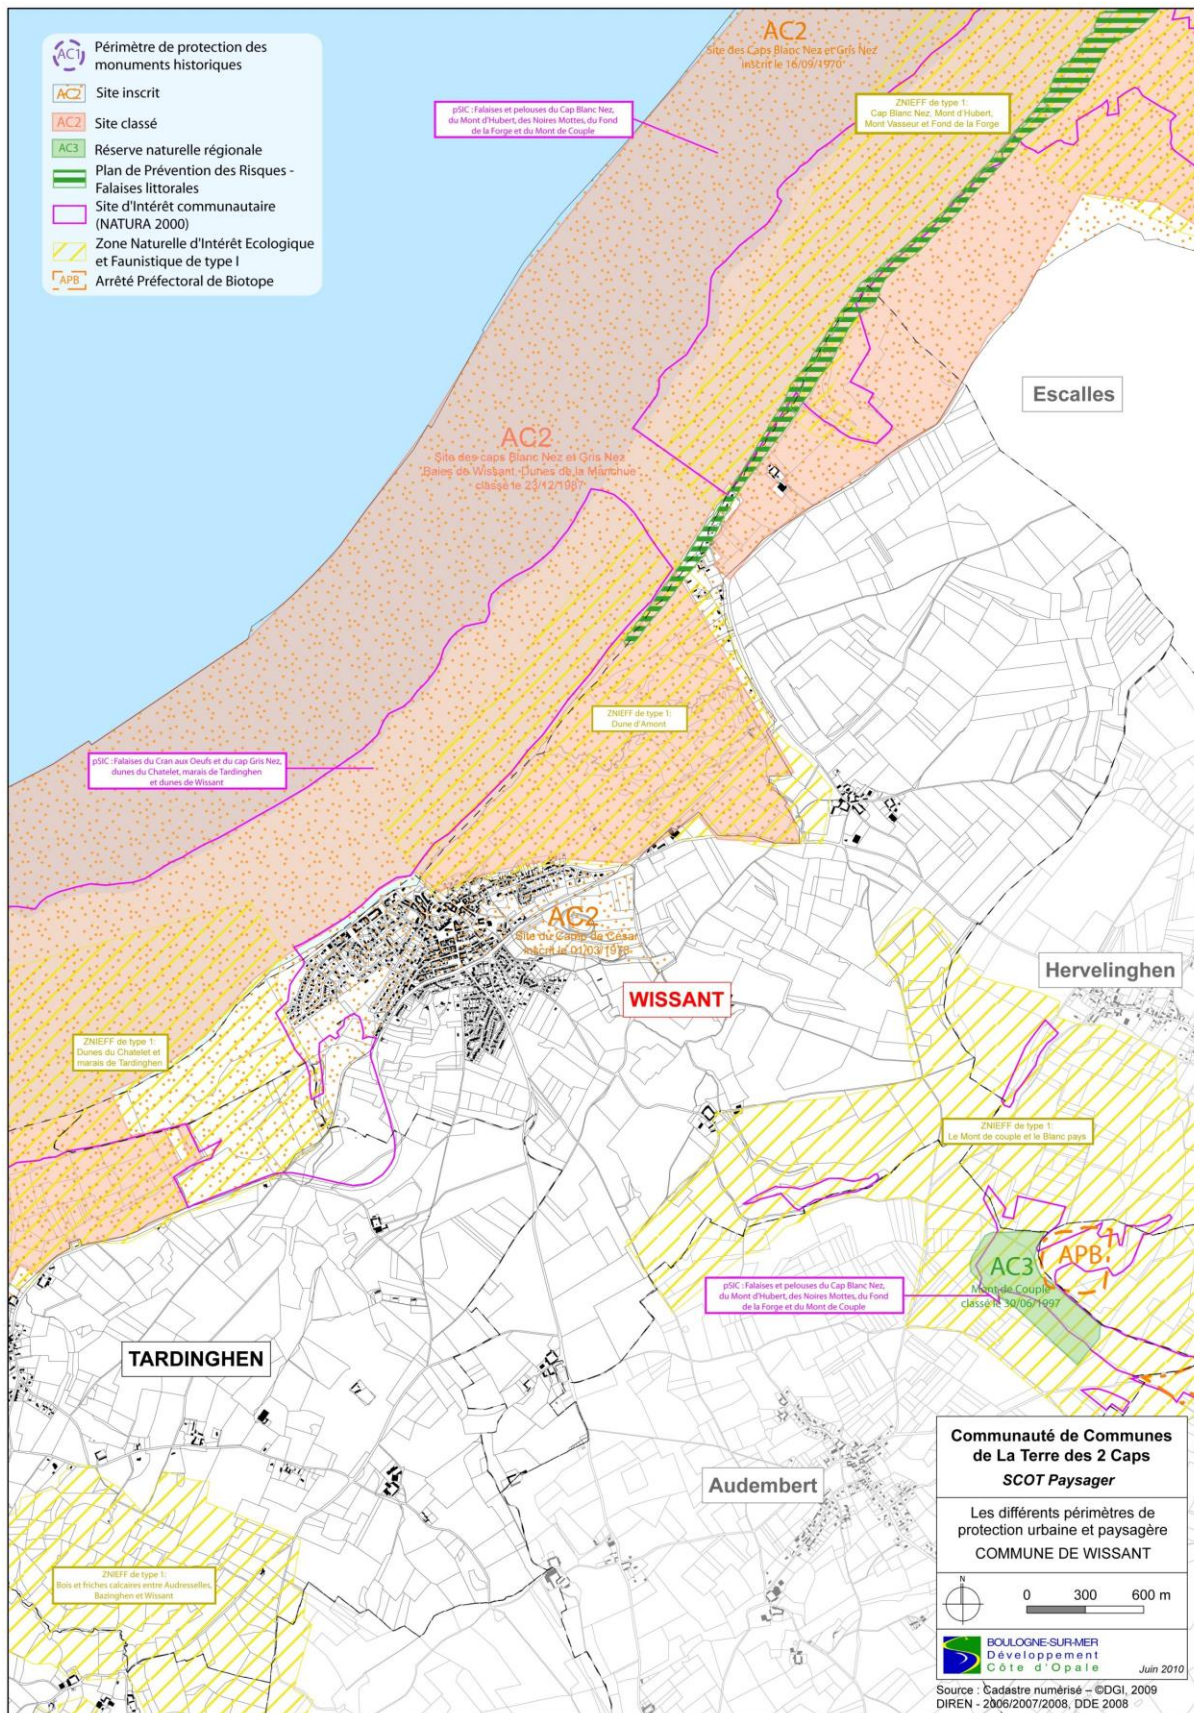 AC1
Périmètre de protection des
monuments historiques
AC2
Site inscrit
AC2
Site classé
AC3
Réserve naturelle régionale
Plan de Prévention des Risques -
Falaises littorales
Site d'Intérêt communautaire
(NATURA 2000)
Zone Naturelle d'Intérêt Ecologique
et Faunistique de type I
APB
Arrêté Préfectoral de Biotope
AC2
Site des Caps Blanc Nez et Gris Nez
inscrit le 16/09/1970
pSIC : Falaises et pelouses du Cap Blanc Nez,
du Mont d'Hubert, des Noires Mottes, du Fond
de la Forge et du Mont de Couple
ZNIEFF de type 1:
Cap Blanc Nez, Mont d'Hubert,
Mont Vasseur et Fond de la Forge
Escalles
AC2
Site des caps Blanc Nez et Gris Nez
Baies de Wissant, Dunes de la Manchue
classé le 23/12/1987
ZNIEFF de type 1:
Dune d'Amont
pSIC : Falaises du Cran aux Oeufs et du cap Gris Nez,
dunes du Chatelet, marais de Tardinghen
et dunes de Wissant
AC2
Site du Camp de César
inscrit le 01/03/1978
WISSANT
Hervelinghen
ZNIEFF de type 1:
Dunes du Chatelet et
marais de Tardinghen
ZNIEFF de type 1:
Le Mont de couple et le Blanc pays
AC3
Mont de Couple
classé le 30/06/1997
APB
pSIC : Falaises et pelouses du Cap Blanc Nez,
du Mont d'Hubert, des Noires Mottes, du Fond
de la Forge et du Mont de Couple
TARDINGHEN
Audembert
ZNIEFF de type 1:
Bois et friches calcaires entre Audresselles,
Bazinghen et Wissant
Communauté de Communes
de La Terre des 2 Caps
SCOT Paysager
Les différents périmètres de
protection urbaine et paysagère
COMMUNE DE WISSANT
N
0 300 600 m
BOULOGNE-SUR-MER
Développement
Côte d'Opale
Juin 2010
Source : Cadastre numérisé – ©DGI, 2009
DIREN - 2006/2007/2008, DDE 2008